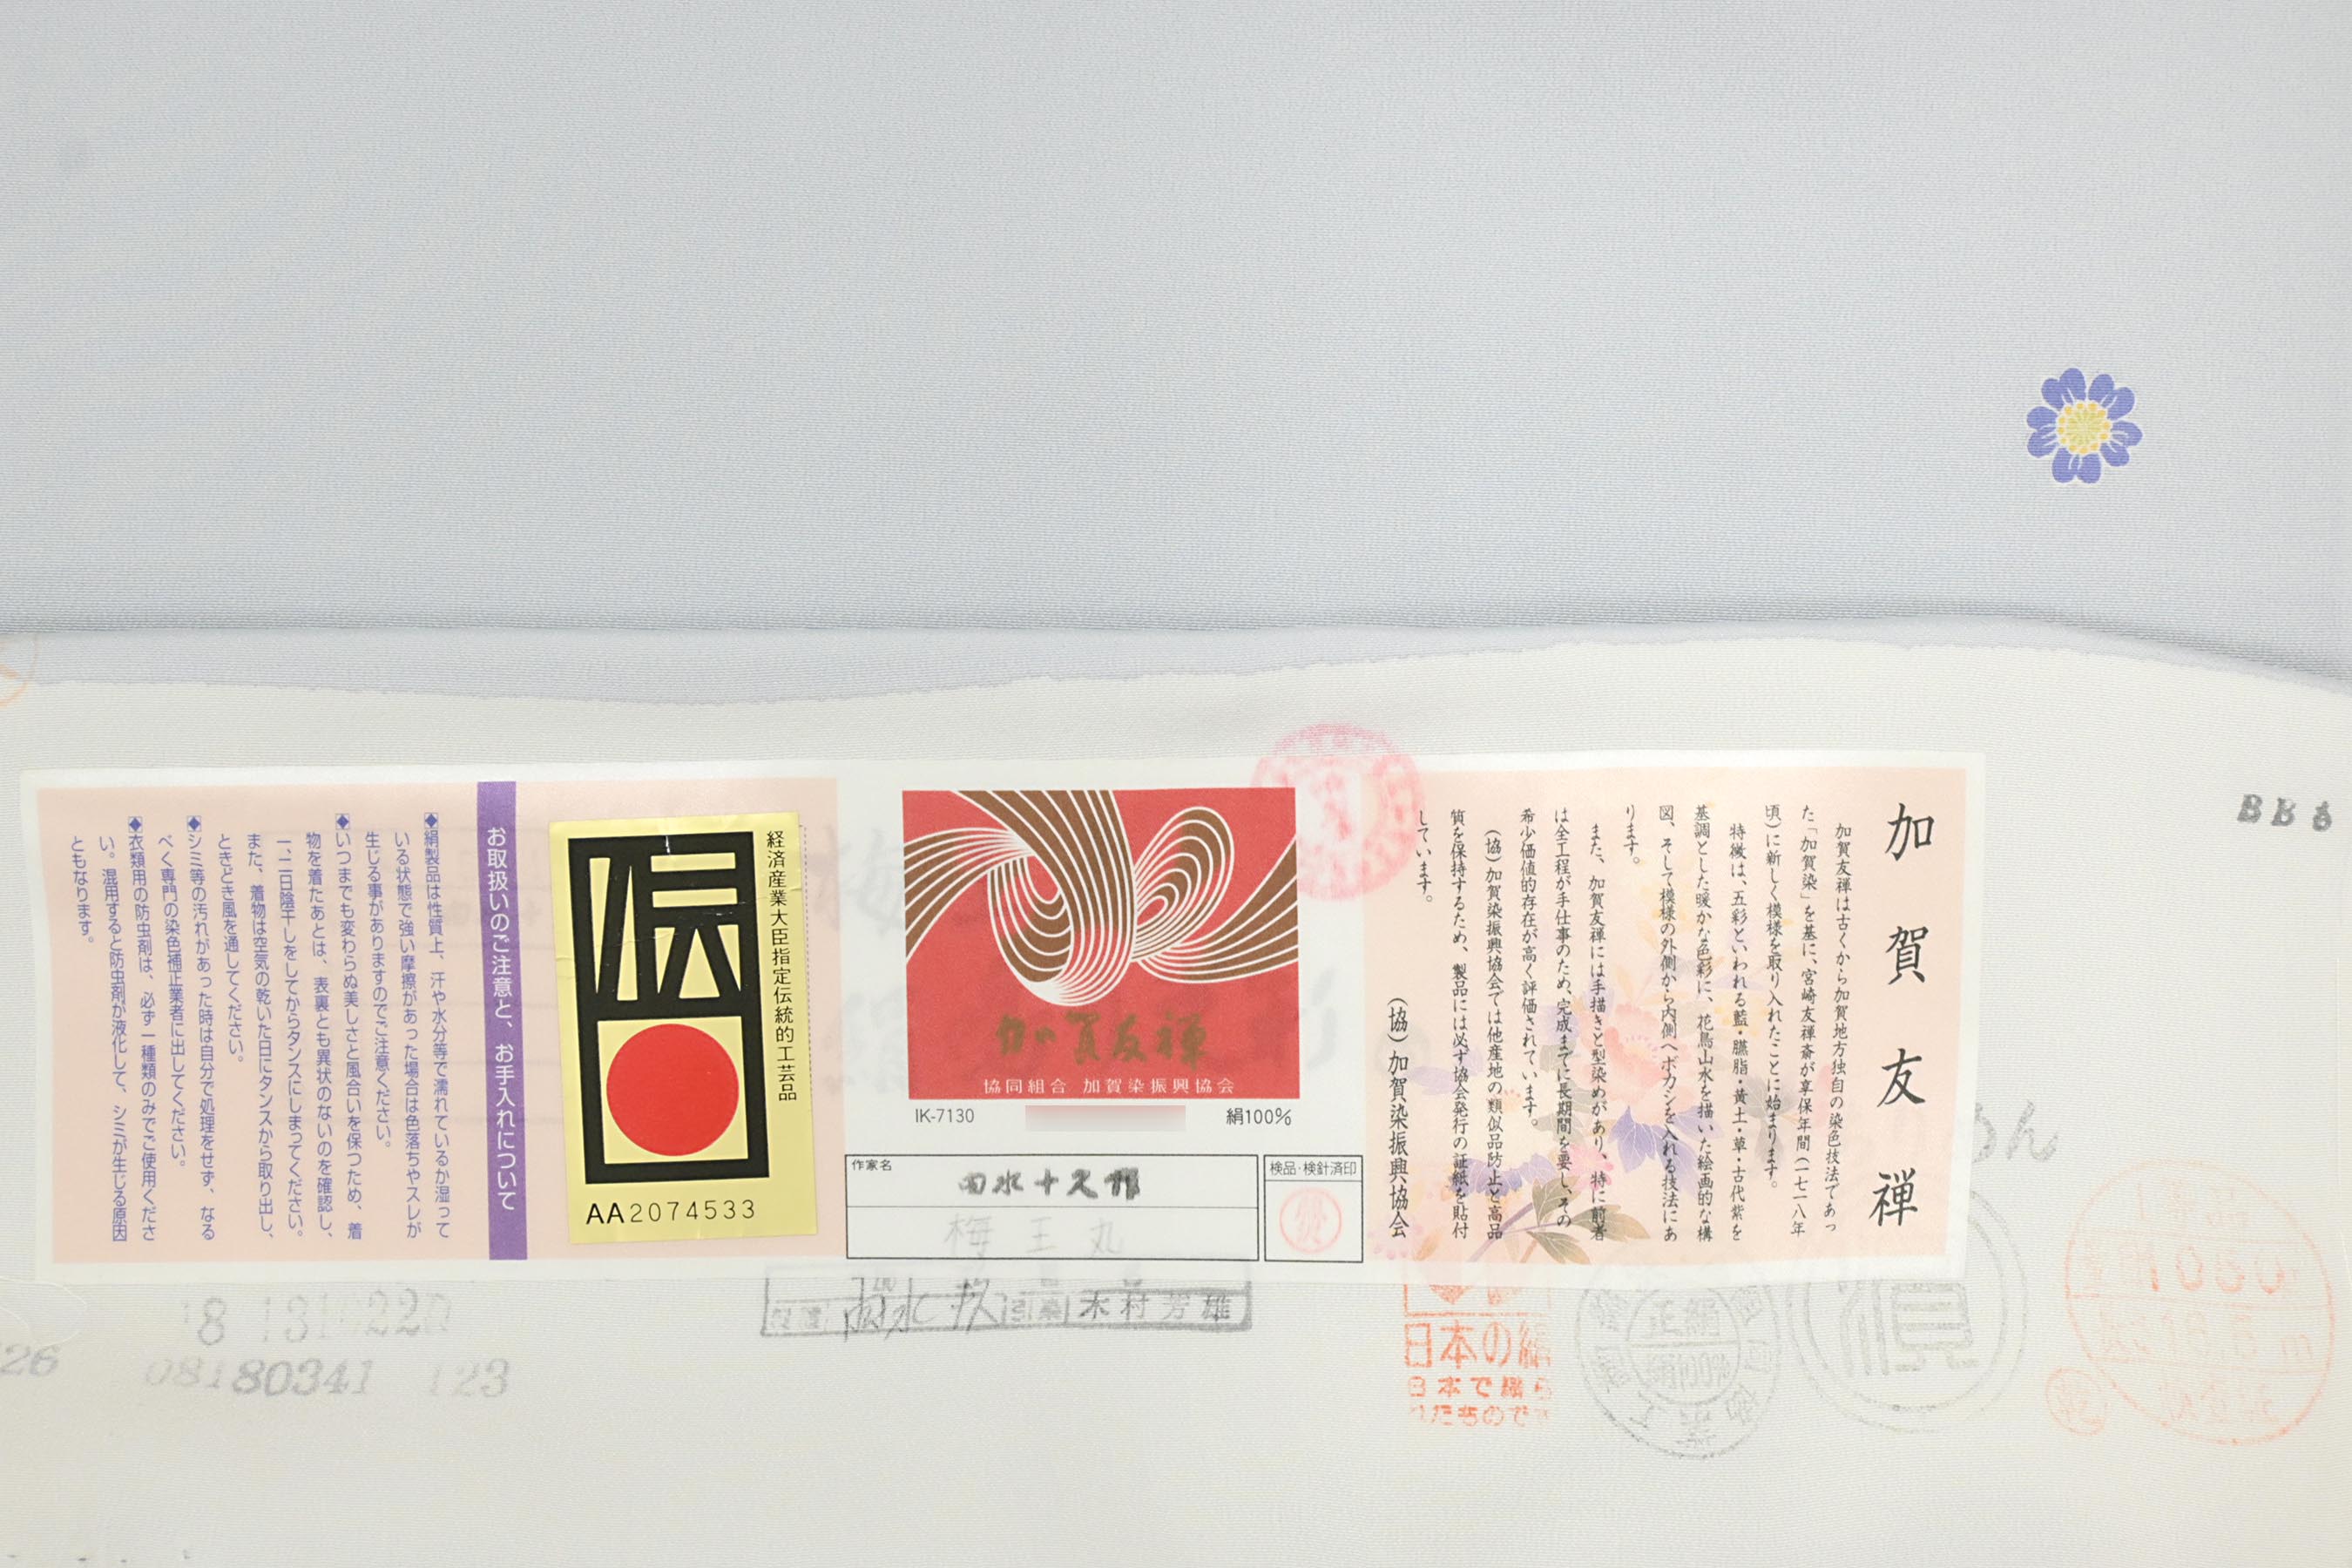 加賀友禅
加賀友禅は古くから加賀地方独自の染色技法であっ
た「加賀染」を基に、宮崎友禅斎が享保年間(一七一八年
頃)に新しく模様を取り入れたことに始まります。
特徴は、五彩といわれる藍・臙脂・黄土・草・古代紫を
基調とした暖かな色彩に、花鳥山水を描いた絵画的な構
図、そして模様の外側から内側へボカシを入れる技法にあ
ります。
また、加賀友禅には手描きと型染めがあり、特に前者
は全工程が手仕事のため、完成までに長期間を要し、その
希少価値的存在が高く評価されています。
(協)加賀染振興協会では他産地の類似品防止と高品
質を保持するため、製品には必ず協会発行の証紙を貼付
しています。
(協)加賀染振興協会
加賀友禅
協同組合 加賀染振興協会
IK-7130
絹100%
作家名
由水十久
梅王丸
検品・検針済印
経済産業大臣指定伝統的工芸品
伝
AA2074533
お取扱いのご注意と、お手入れについて
◆絹製品は性質上、汗や水分等で濡れているか湿って
いる状態で強い摩擦があった場合は色落ちやスレが
生じる事がありますのでご注意ください。
◆いつまでも変わらぬ美しさと風合いを保つため、着
物を着たあとは、表裏とも異状のないのを確認し、
一、二日陰干しをしてからタンスにしまってください。
また、着物は空気の乾いた日にタンスから取り出し、
ときどき風を通してください。
◆シミ等の汚れがあった時は自分で処理をせず、なる
べく専門の染色補正業者に出してください。
◆衣類用の防虫剤は、必ず一種類のみでご使用くださ
い。混用すると防虫剤が液化して、シミが生じる原因
ともなります。
木村芳雄
日本の絹
08180341 123
26